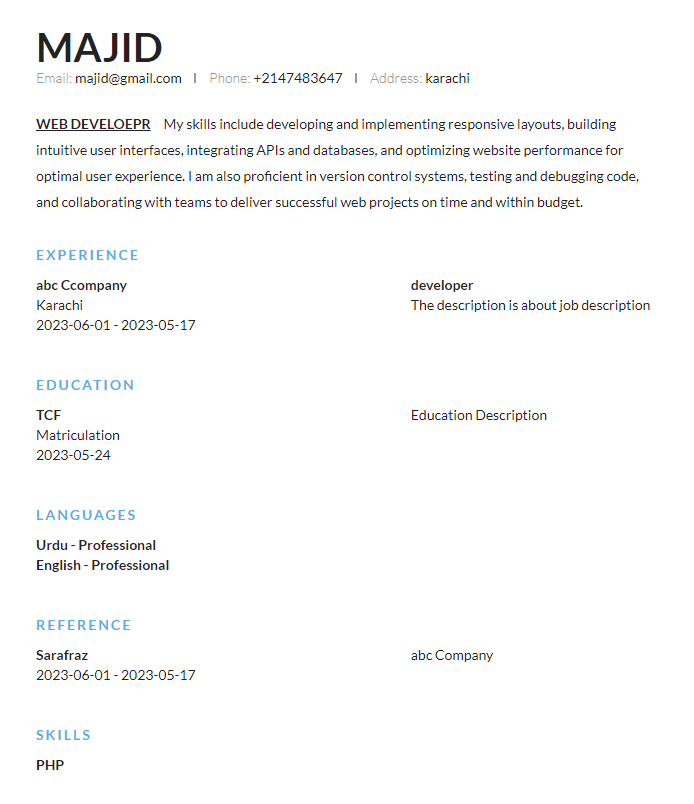 MAJID
Email: majid@gmail.com I Phone: +2147483647 I Address: karachi
WEB DEVELOEPR My skills include developing and implementing responsive layouts, building
intuitive user interfaces, integrating APIs and databases, and optimizing website performance for
optimal user experience. I am also proficient in version control systems, testing and debugging code,
and collaborating with teams to deliver successful web projects on time and within budget.
EXPERIENCE
abc Ccompany developer
Karachi The description is about job description
2023-06-01 - 2023-05-17
EDUCATION
TCF Education Description
Matriculation
2023-05-24
LANGUAGES
Urdu - Professional
English - Professional
REFERENCE
Sarafraz abc Company
2023-06-01 - 2023-05-17
SKILLS
PHP